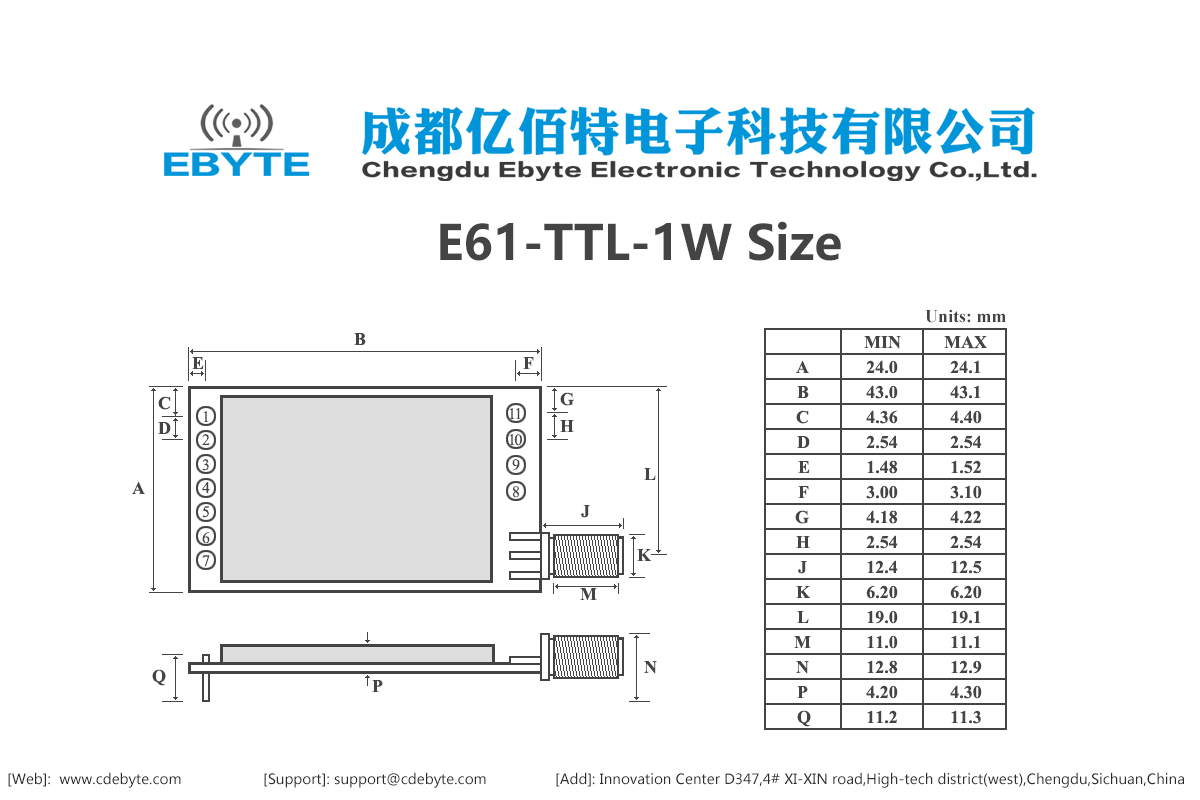 EBYTE
成都亿佰特电子科技有限公司
Chengdu Ebyte Electronic Technology Co.,Ltd.
E61-TTL-1W Size
B
E
F
C
D
A
1
2
3
4
5
6
7
11
10
9
8
G
H
L
J
K
M
Q
P
N
Units: mm
MIN MAX
A 24.0 24.1
B 43.0 43.1
C 4.36 4.40
D 2.54 2.54
E 1.48 1.52
F 3.00 3.10
G 4.18 4.22
H 2.54 2.54
J 12.4 12.5
K 6.20 6.20
L 19.0 19.1
M 11.0 11.1
N 12.8 12.9
P 4.20 4.30
Q 11.2 11.3
[Web]: www.cdebyte.com [Support]: support@cdebyte.com [Add]: Innovation Center D347,4# XI-XIN road,High-tech district(west),Chengdu,Sichuan,China